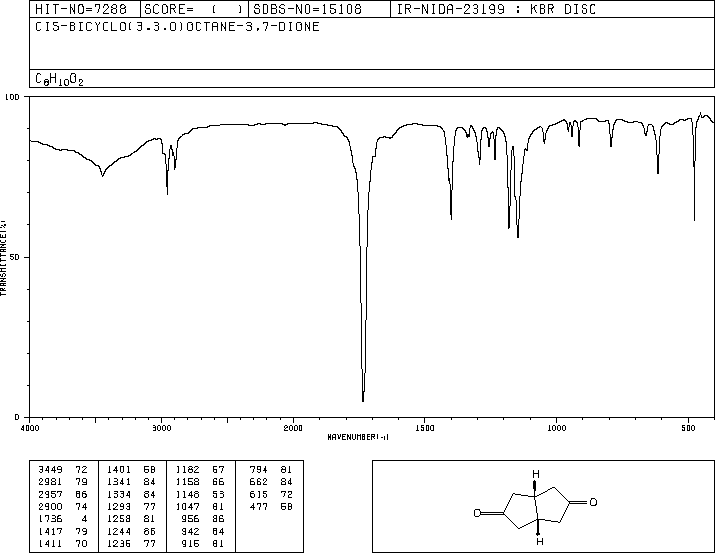 HIT-NO=7288 SCORE= ( ) SDBS-NO=15108 IR-NIDA-23199 : KBR DISC
CIS-BICYCLO(3.3.0)OCTANE-3,7-DIONE
C8H10O2
100
50
0
TRANSMITTANCE(%)
4000 3000 2000 1500 1000 500
WAVENUMBER(-1)
3449 72 1401 58 1182 57 794 81
2981 79 1341 84 1158 66 662 84
2957 66 1334 84 1148 53 615 72
2900 74 1293 77 1047 81 477 58
1736 4 1258 81 956 86
1417 79 1244 86 942 84
1411 70 1236 77 916 81
H
O O
H